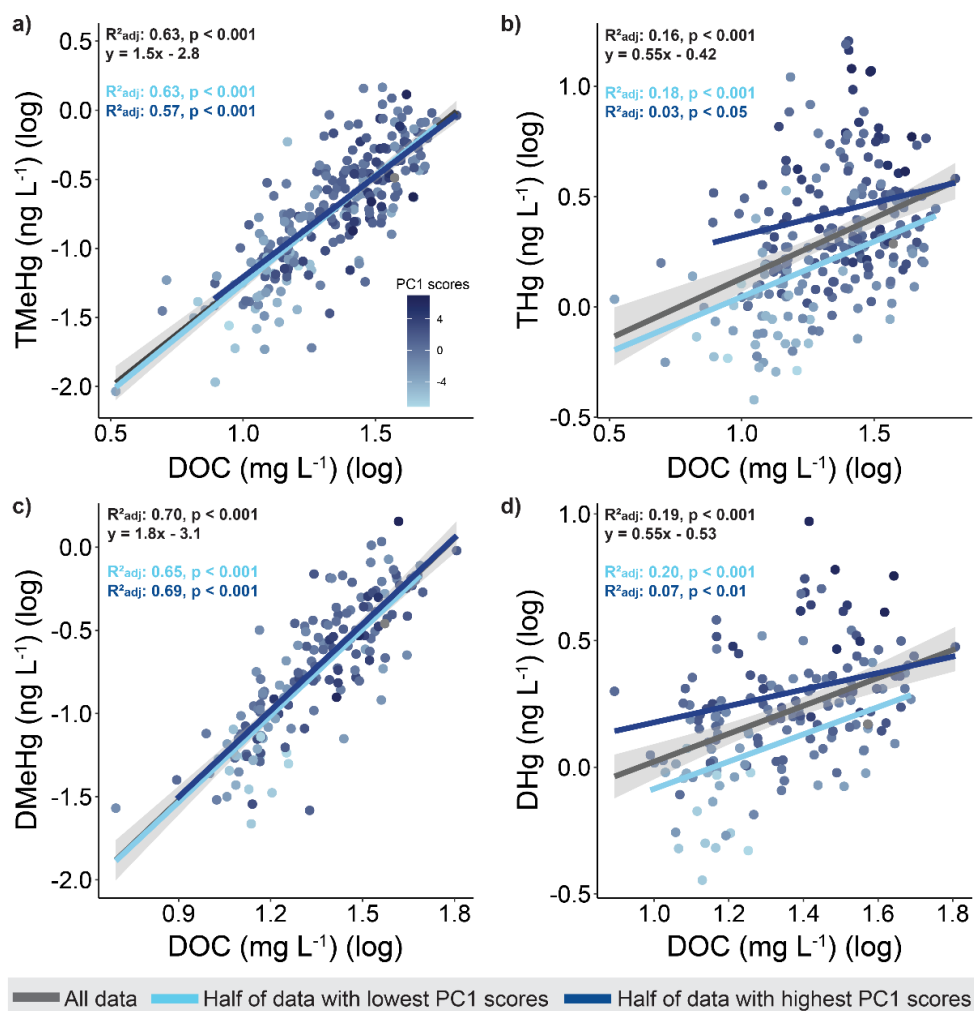 a)
R²adj: 0.63, p < 0.001
y = 1.5x - 2.8
R²adj: 0.63, p < 0.001
R²adj: 0.57, p < 0.001
TMeHg (ng L⁻¹) (log)
0.5
0.0
-0.5
-1.0
-1.5
-2.0
PC1 scores
4
0
-4
0.5 1.0 1.5
DOC (mg L⁻¹) (log)
b)
R²adj: 0.16, p < 0.001
y = 0.55x - 0.42
R²adj: 0.18, p < 0.001
R²adj: 0.03, p < 0.05
THg (ng L⁻¹) (log)
1.0
0.5
0.0
-0.5
0.5 1.0 1.5
DOC (mg L⁻¹) (log)
c)
R²adj: 0.70, p < 0.001
y = 1.8x - 3.1
R²adj: 0.65, p < 0.001
R²adj: 0.69, p < 0.001
DMeHg (ng L⁻¹) (log)
0.0
-0.5
-1.0
-1.5
-2.0
0.9 1.2 1.5 1.8
DOC (mg L⁻¹) (log)
d)
R²adj: 0.19, p < 0.001
y = 0.55x - 0.53
R²adj: 0.20, p < 0.001
R²adj: 0.07, p < 0.01
DHg (ng L⁻¹) (log)
1.0
0.5
0.0
-0.5
1.0 1.2 1.4 1.6 1.8
DOC (mg L⁻¹) (log)
All data Half of data with lowest PC1 scores Half of data with highest PC1 scores